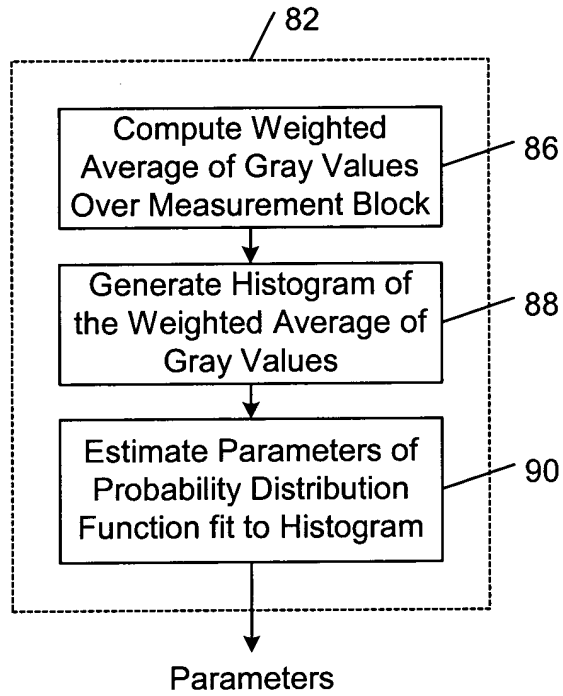 82
Compute Weighted
Average of Gray Values
Over Measurement Block
86
Generate Histogram of
the Weighted Average of
Gray Values
88
Estimate Parameters of
Probability Distribution
Function fit to Histogram
90
Parameters